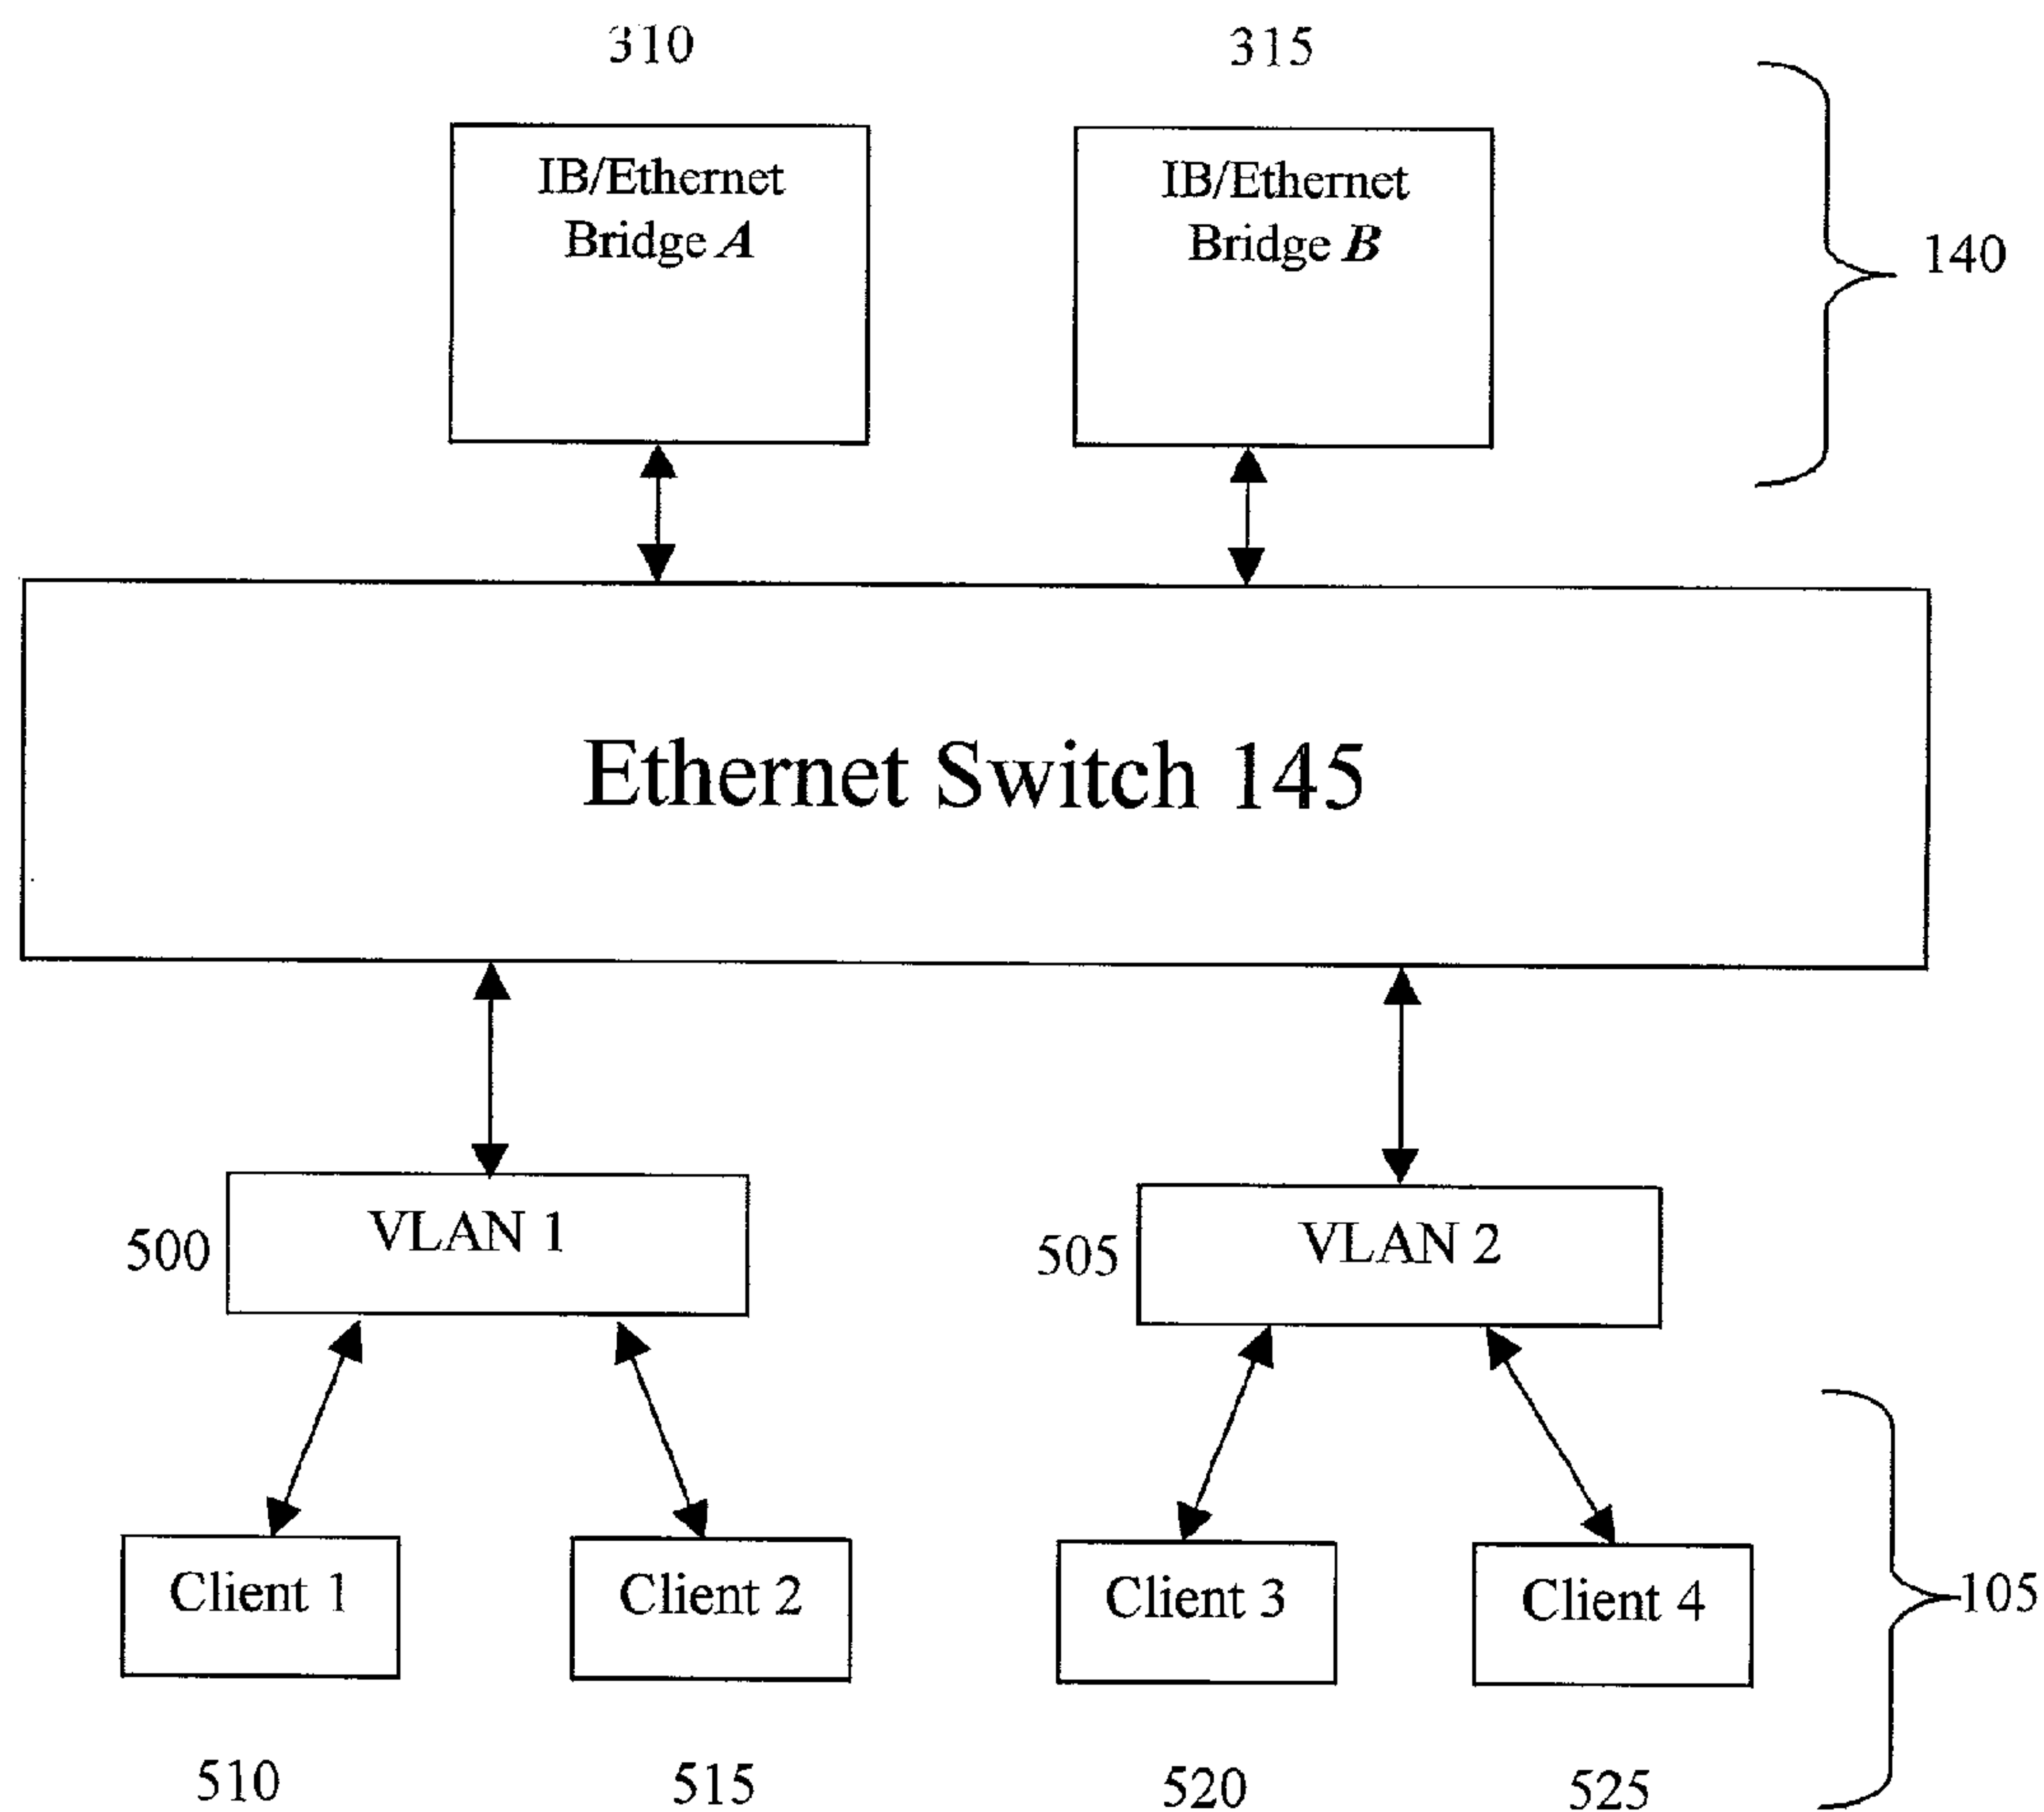 310
315
IB/Ethernet
Bridge A
IB/Ethernet
Bridge B
140
Ethernet Switch 145
500
VLAN 1
505
VLAN 2
Client 1
Client 2
Client 3
Client 4
105
510
515
520
525